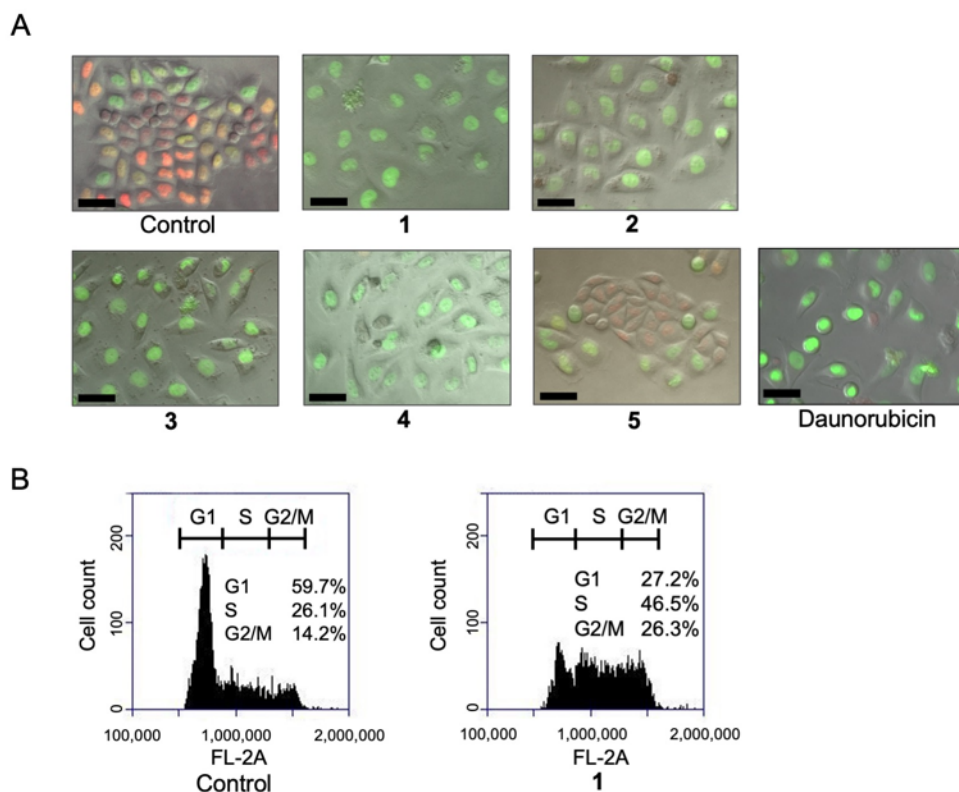 A
Control
1
2
3
4
5
Daunorubicin
B
Cell count
200
100
0
G1 S G2/M
G1 59.7%
S 26.1%
G2/M 14.2%
100,000 1,000,000 2,000,000
FL-2A
Control
Cell count
200
100
0
G1 S G2/M
G1 27.2%
S 46.5%
G2/M 26.3%
100,000 1,000,000 2,000,000
FL-2A
1